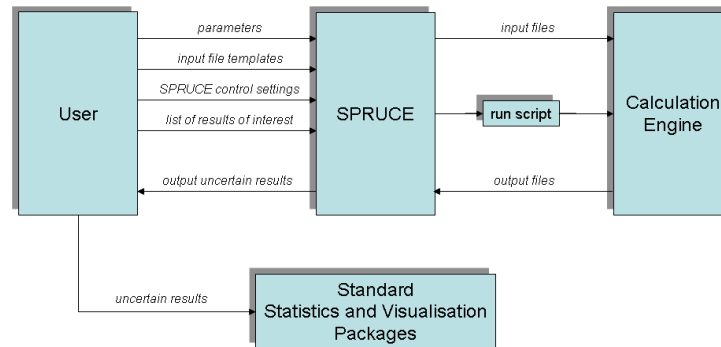 parameters
input files
input file templates
SPRUCE control settings
User
SPRUCE
run script
Calculation
Engine
list of results of interest
output uncertain results
output files
uncertain results
Standard
Statistics and Visualisation
Packages